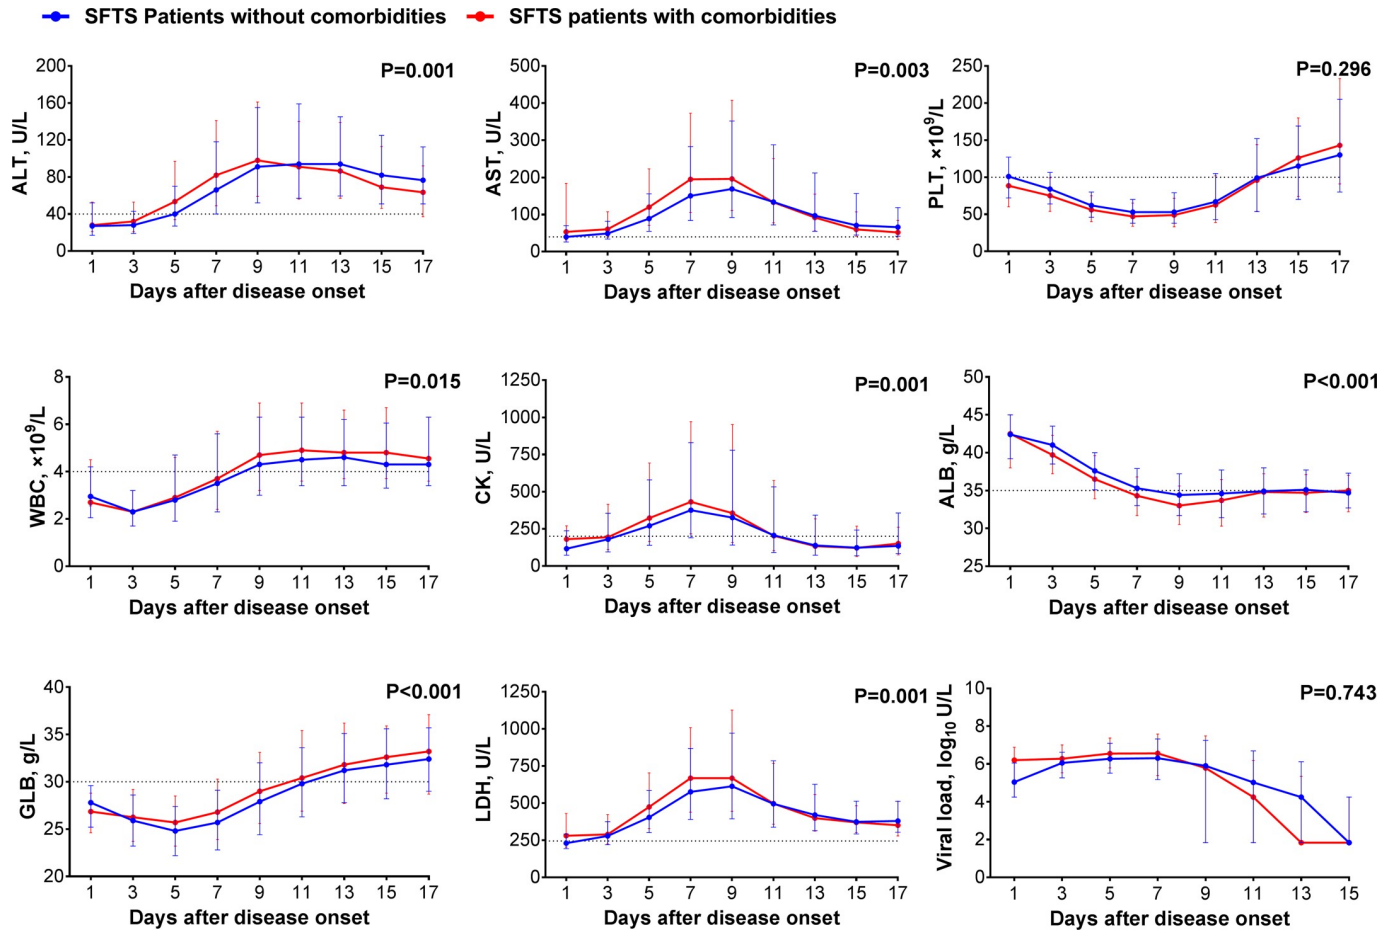 SFTS Patients without comorbidities SFTS patients with comorbidities
P=0.001
ALT, U/L
200
160
120
80
40
0
1 3 5 7 9 11 13 15 17
Days after disease onset
P=0.003
AST, U/L
500
400
300
200
100
0
1 3 5 7 9 11 13 15 17
Days after disease onset
P=0.296
PLT, ×10⁹/L
250
200
150
100
50
0
1 3 5 7 9 11 13 15 17
Days after disease onset
P=0.015
WBC, ×10⁹/L
8
6
4
2
0
1 3 5 7 9 11 13 15 17
Days after disease onset
P=0.001
CK, U/L
1250
1000
750
500
250
0
1 3 5 7 9 11 13 15 17
Days after disease onset
P<0.001
ALB, g/L
50
45
40
35
30
25
1 3 5 7 9 11 13 15 17
Days after disease onset
P<0.001
GLB, g/L
40
35
30
25
20
1 3 5 7 9 11 13 15 17
Days after disease onset
P=0.001
LDH, U/L
1250
1000
750
500
250
0
1 3 5 7 9 11 13 15 17
Days after disease onset
P=0.743
Viral load, log₁₀ U/L
10
8
6
4
2
0
1 3 5 7 9 11 13 15
Days after disease onset